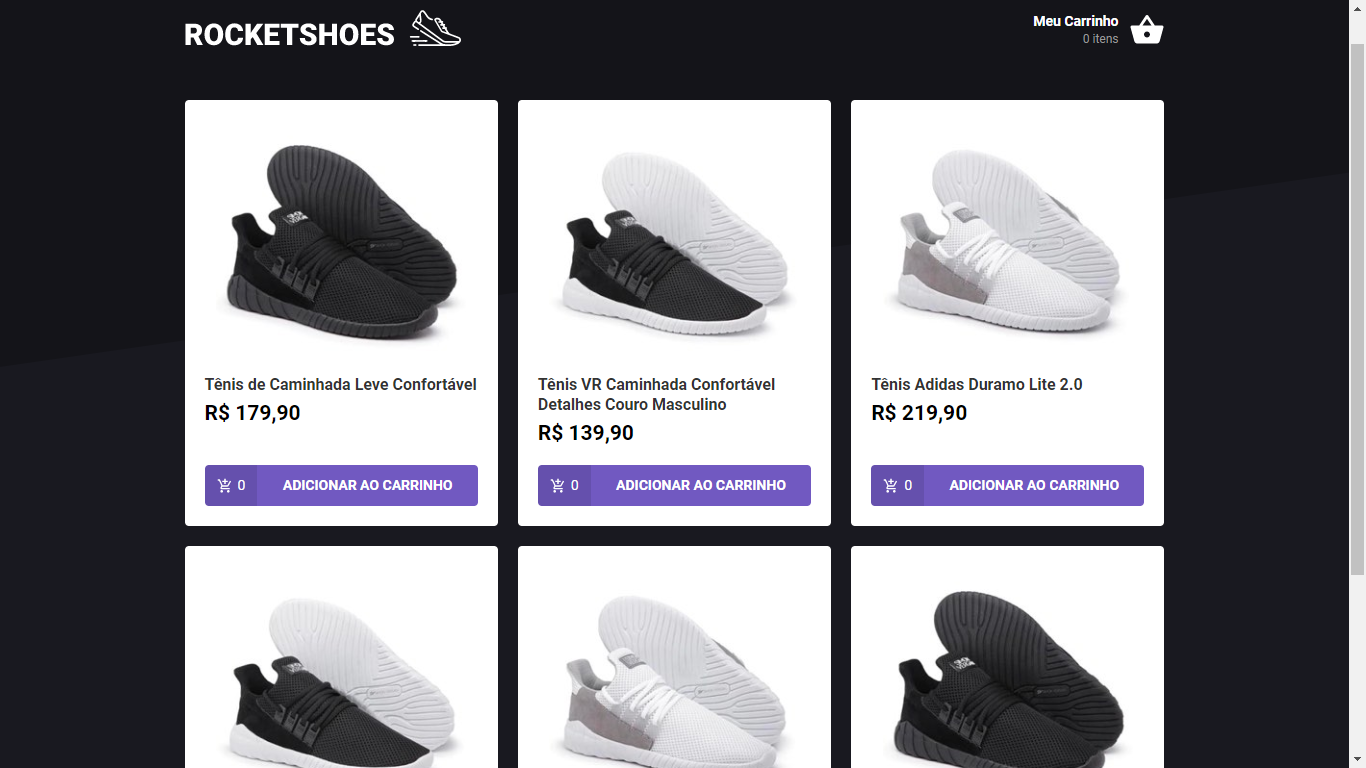 ROCKETSHOES
Meu Carrinho
0 itens
Tênis de Caminhada Leve Confortável
R$ 179,90
0 ADICIONAR AO CARRINHO
Tênis VR Caminhada Confortável
Detalhes Couro Masculino
R$ 139,90
0 ADICIONAR AO CARRINHO
Tênis Adidas Duramo Lite 2.0
R$ 219,90
0 ADICIONAR AO CARRINHO